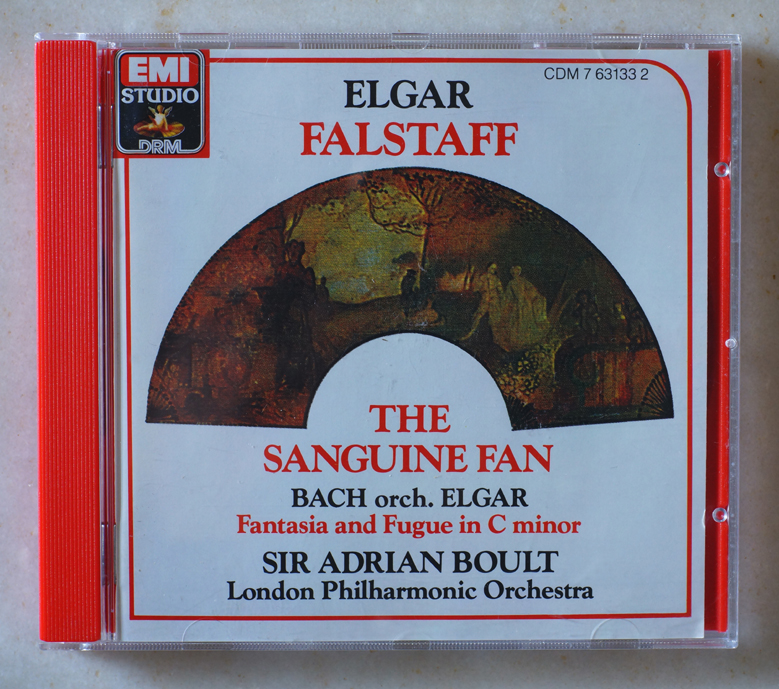 EMI
STUDIO
DRM
CDM 7 63133 2
ELGAR
FALSTAFF
THE
SANGUINE FAN
BACH orch. ELGAR
Fantasia and Fugue in C minor
SIR ADRIAN BOULT
London Philharmonic Orchestra